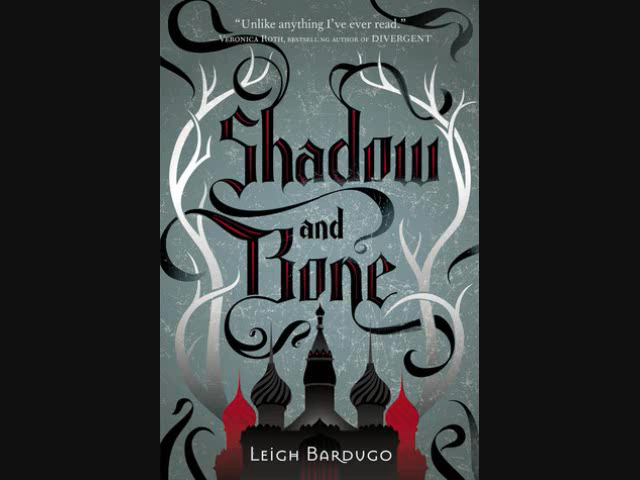 “Unlike anything I’ve ever read.”
Veronica Roth, bestselling author of DIVERGENT
Shadow
and
Bone
Leigh Bardugo